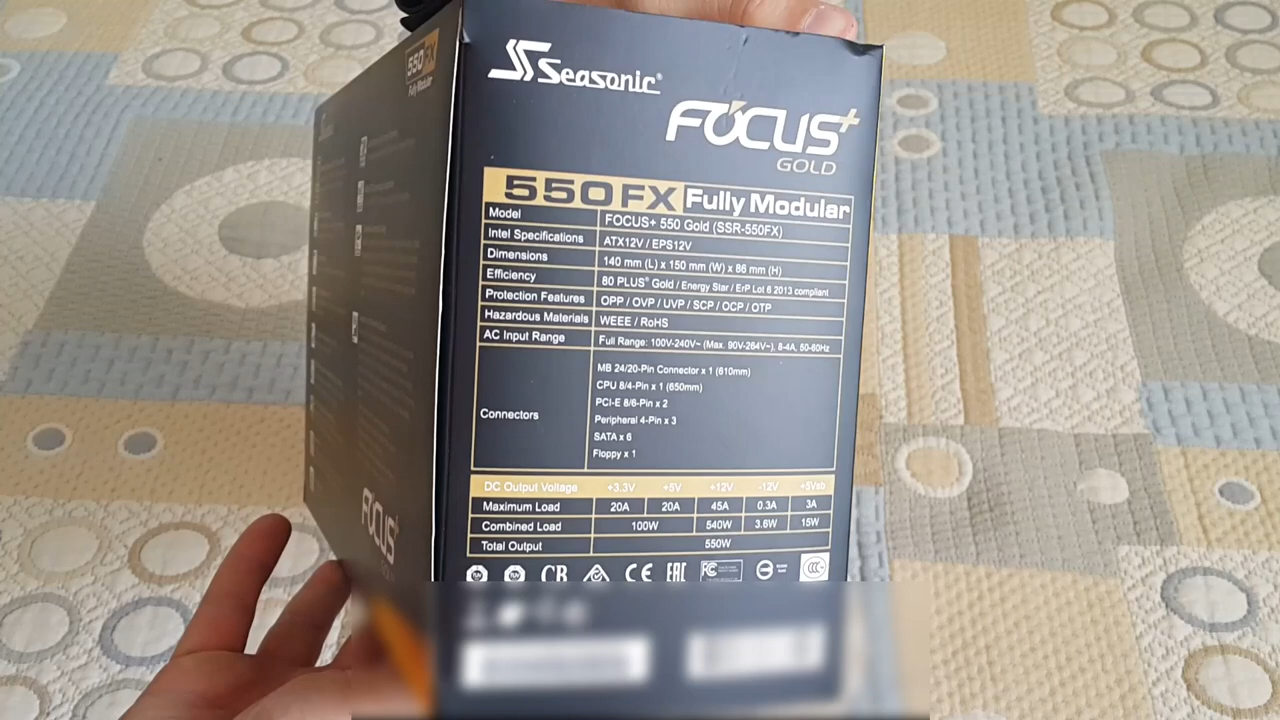 550FX
Fully Modular
Seasonic®
FOCUS+
GOLD
550FX Fully Modular
Model FOCUS+ 550 Gold (SSR-550FX)
Intel Specifications ATX12V / EPS12V
Dimensions 140 mm (L) x 150 mm (W) x 86 mm (H)
Efficiency 80 PLUS® Gold / Energy Star / ErP Lot 6 2013 compliant
Protection Features OPP / OVP / UVP / SCP / OCP / OTP
Hazardous Materials WEEE / RoHS
AC Input Range Full Range: 100V-240V~ (Max. 90V-264V~), 8-4A, 50-60Hz
Connectors
MB 24/20-Pin Connector x 1 (610mm)
CPU 8/4-Pin x 1 (650mm)
PCI-E 8/6-Pin x 2
Peripheral 4-Pin x 3
SATA x 6
Floppy x 1
DC Output Voltage +3.3V +5V +12V -12V +5Vsb
Maximum Load 20A 20A 45A 0.3A 3A
Combined Load 100W 540W 3.6W 15W
Total Output 550W
CB CE EAC FC CCC
FOCUS+